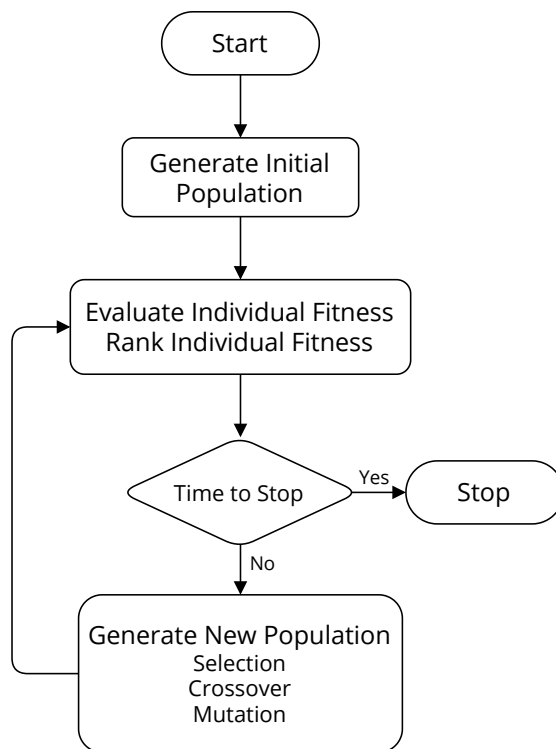 Start
Generate Initial
Population
Evaluate Individual Fitness
Rank Individual Fitness
Time to Stop
Yes
Stop
No
Generate New Population
Selection
Crossover
Mutation